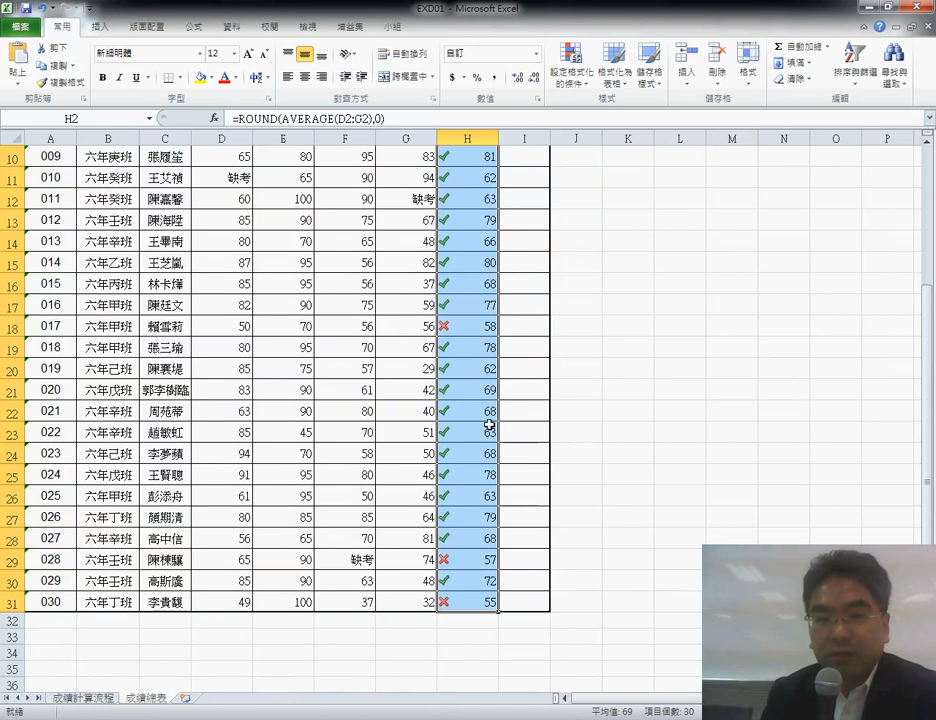 EXD01 - Microsoft Excel
檔案 常用 插入 版面配置 公式 資料 校閱 檢視 增益集 小組
貼上 剪下 複製 複製格式 剪貼簿
新細明體 12 字型
自動換列 跨欄置中 對齊方式
自訂 $ % , 數值
設定格式化的條件 格式化為表格 儲存格樣式 樣式
插入 刪除 格式 儲存格
自動加總 填滿 清除 排序與篩選 尋找與選取 編輯
H2 fx =ROUND(AVERAGE(D2:G2),0)
A B C D E F G H I J K L M N O P
10 009 六年庚班 張履笙 65 80 95 83 81
11 010 六年癸班 王艾禎 缺考 65 90 94 62
12 011 六年癸班 陳嘉馨 60 100 90 缺考 63
13 012 六年壬班 陳海陞 85 90 75 67 79
14 013 六年辛班 王畢南 80 70 65 48 66
15 014 六年乙班 王芝嵐 87 95 56 82 80
16 015 六年丙班 林卡燁 85 95 56 37 68
17 016 六年甲班 陳廷文 82 90 75 59 77
18 017 六年甲班 賴雪莉 50 70 56 56 58
19 018 六年甲班 張三瑜 80 95 70 67 78
20 019 六年己班 陳襄堤 85 75 57 29 62
21 020 六年戊班 郭李樹臨 83 90 61 42 69
22 021 六年辛班 周苑蒂 63 90 80 40 68
23 022 六年辛班 趙敏虹 85 45 70 51 63
24 023 六年己班 李夢蘋 94 70 58 50 68
25 024 六年戊班 王賢聰 91 95 80 46 78
26 025 六年甲班 彭添舟 61 95 50 46 63
27 026 六年丁班 顏期清 80 85 85 64 79
28 027 六年辛班 高中信 56 65 70 81 68
29 028 六年壬班 陳棟驤 65 90 缺考 74 57
30 029 六年壬班 高斯虞 85 90 63 48 72
31 030 六年丁班 李貴馥 49 100 37 32 55
32
33
34
35
36
成績計算流程 成績總表
就緒 平均值: 69 項目個數: 30